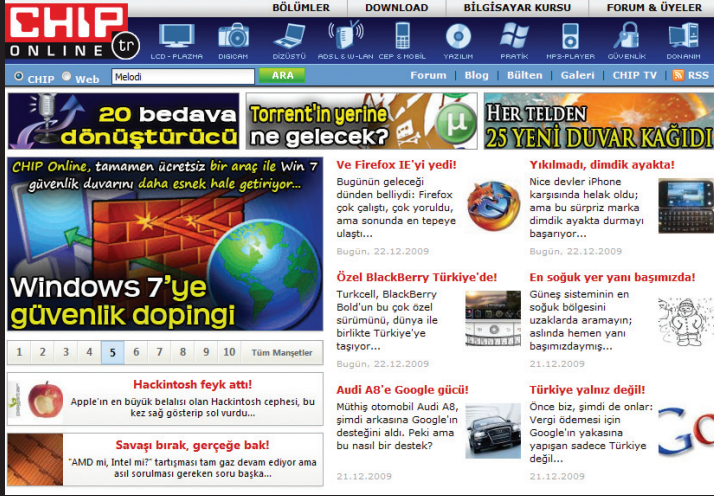 CHIP
ONLINE tr
BÖLÜMLER DOWNLOAD BİLGİSAYAR KURSU FORUM & ÜYELER
LCD - PLAZMA DIGICAM DİZÜSTÜ ADSL & W-LAN CEP & MOBİL YAZILIM PRATİK MP3-PLAYER GÜVENLİK DONANIM
CHIP Web Melodi ARA Forum | Blog | Bülten | Galeri | CHIP TV | RSS
20 bedava
dönüştürücü
Torrent'in yerine
ne gelecek?
µ
HER TELDEN
25 YENİ DUVAR KAĞIDI
CHIP Online, tamamen ücretsiz bir araç ile Win 7
güvenlik duvarını daha esnek hale getiriyor...
Windows 7'ye
güvenlik dopingi
1 2 3 4 5 6 7 8 9 10 Tüm Manşetler
Hackintosh feyk attı!
Apple'ın en büyük belalısı olan Hackintosh cephesi, bu
kez sağ gösterip sol vurdu...
Savaşı bırak, gerçeğe bak!
"AMD mi, Intel mi?" tartışması tam gaz devam ediyor ama
asıl sorulması gereken soru başka...
Ve Firefox IE'yi yedi!
Bugünün geleceği
dünden belliydi: Firefox
çok çalıştı, çok yoruldu,
ama sonunda en tepeye
ulaştı...
Bugün, 22.12.2009
Yıkılmadı, dimdik ayakta!
Nice devler iPhone
karşısında helak oldu;
ama bu sürpriz marka
dimdik ayakta durmayı
başarıyor...
Bugün, 22.12.2009
Özel BlackBerry Türkiye'de!
Turkcell, BlackBerry
Bold'un bu çok özel
sürümünü, dünya ile
birlikte Türkiye'ye
taşıyor...
Bugün, 22.12.2009
En soğuk yer yanı başımızda!
Güneş sisteminin en
soğuk bölgesini
uzaklarda aramayın;
aslında hemen yanı
başımızdaymış...
21.12.2009
Audi A8'e Google gücü!
Müthiş otomobil Audi A8,
şimdi arkasına Google'ın
desteğini aldı. Peki ama
bu nasıl bir destek?
21.12.2009
Türkiye yalnız değil!
Önce biz, şimdi de onlar:
Vergi ödemesi için
Google'ın yakasına
yapışan sadece Türkiye
değil...
21.12.2009
Go